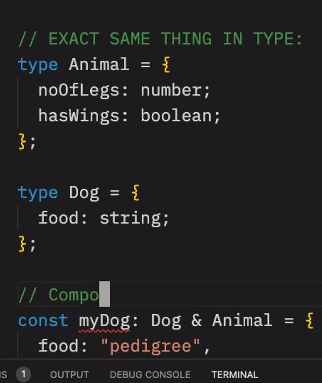 // EXACT SAME THING IN TYPE:
type Animal = {
noOfLegs: number;
hasWings: boolean;
};
type Dog = {
food: string;
};
// Compo
const myDog: Dog & Animal = {
food: "pedigree",
1 OUTPUT DEBUG CONSOLE TERMINAL